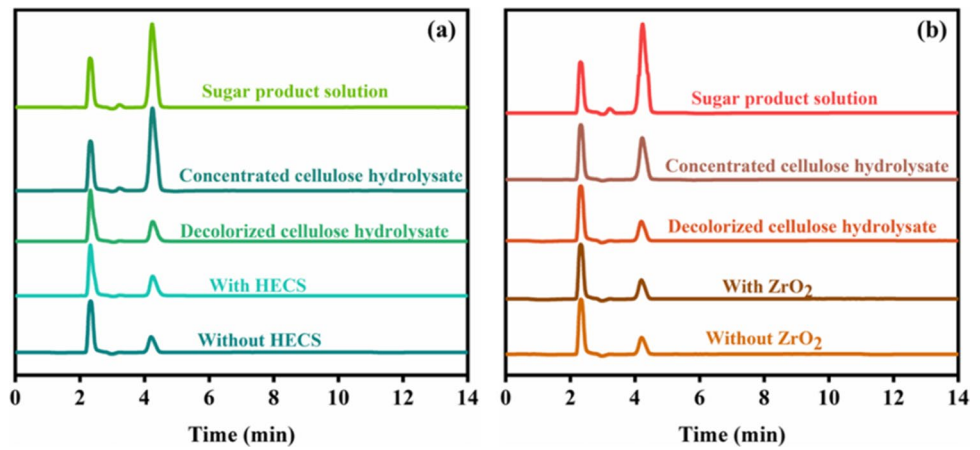 (a)
Sugar product solution
Concentrated cellulose hydrolysate
Decolorized cellulose hydrolysate
With HECS
Without HECS
0 2 4 6 8 10 12 14
Time (min)
(b)
Sugar product solution
Concentrated cellulose hydrolysate
Decolorized cellulose hydrolysate
With ZrO2
Without ZrO2
0 2 4 6 8 10 12 14
Time (min)